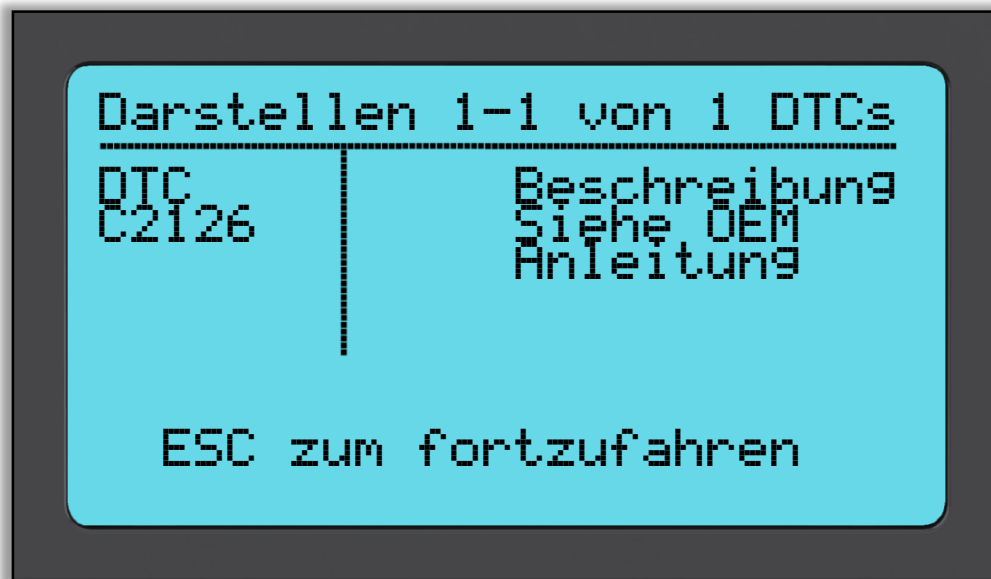 Darstellen 1-1 von 1 DTCs
DTC Beschreibung
C2126 Siehe OEM
Anleitung
ESC zum fortzufahren